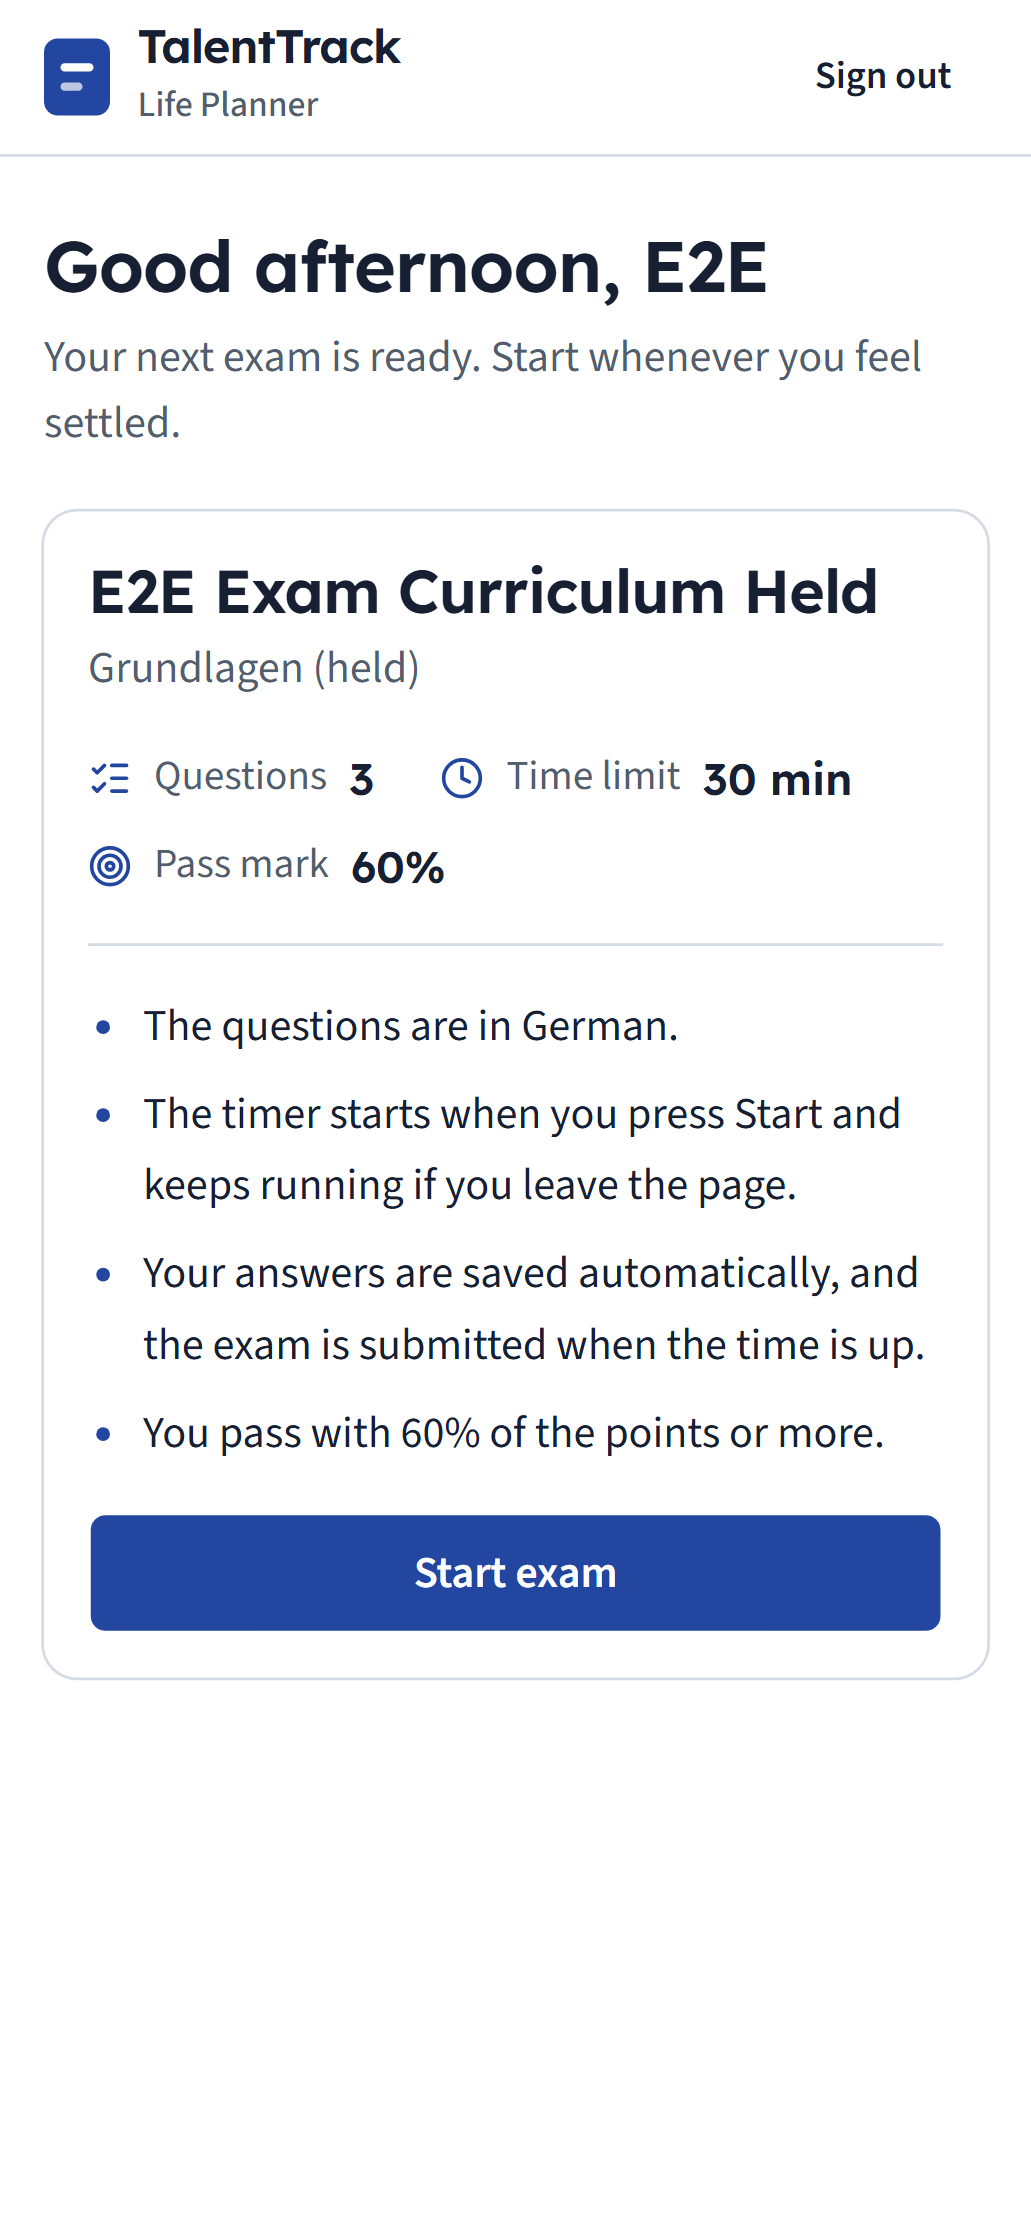 TalentTrack
Life Planner
Sign out
Good afternoon, E2E
Your next exam is ready. Start whenever you feel
settled.
E2E Exam Curriculum Held
Grundlagen (held)
Questions 3 Time limit 30 min
Pass mark 60%
• The questions are in German.
• The timer starts when you press Start and
keeps running if you leave the page.
• Your answers are saved automatically, and
the exam is submitted when the time is up.
• You pass with 60% of the points or more.
Start exam